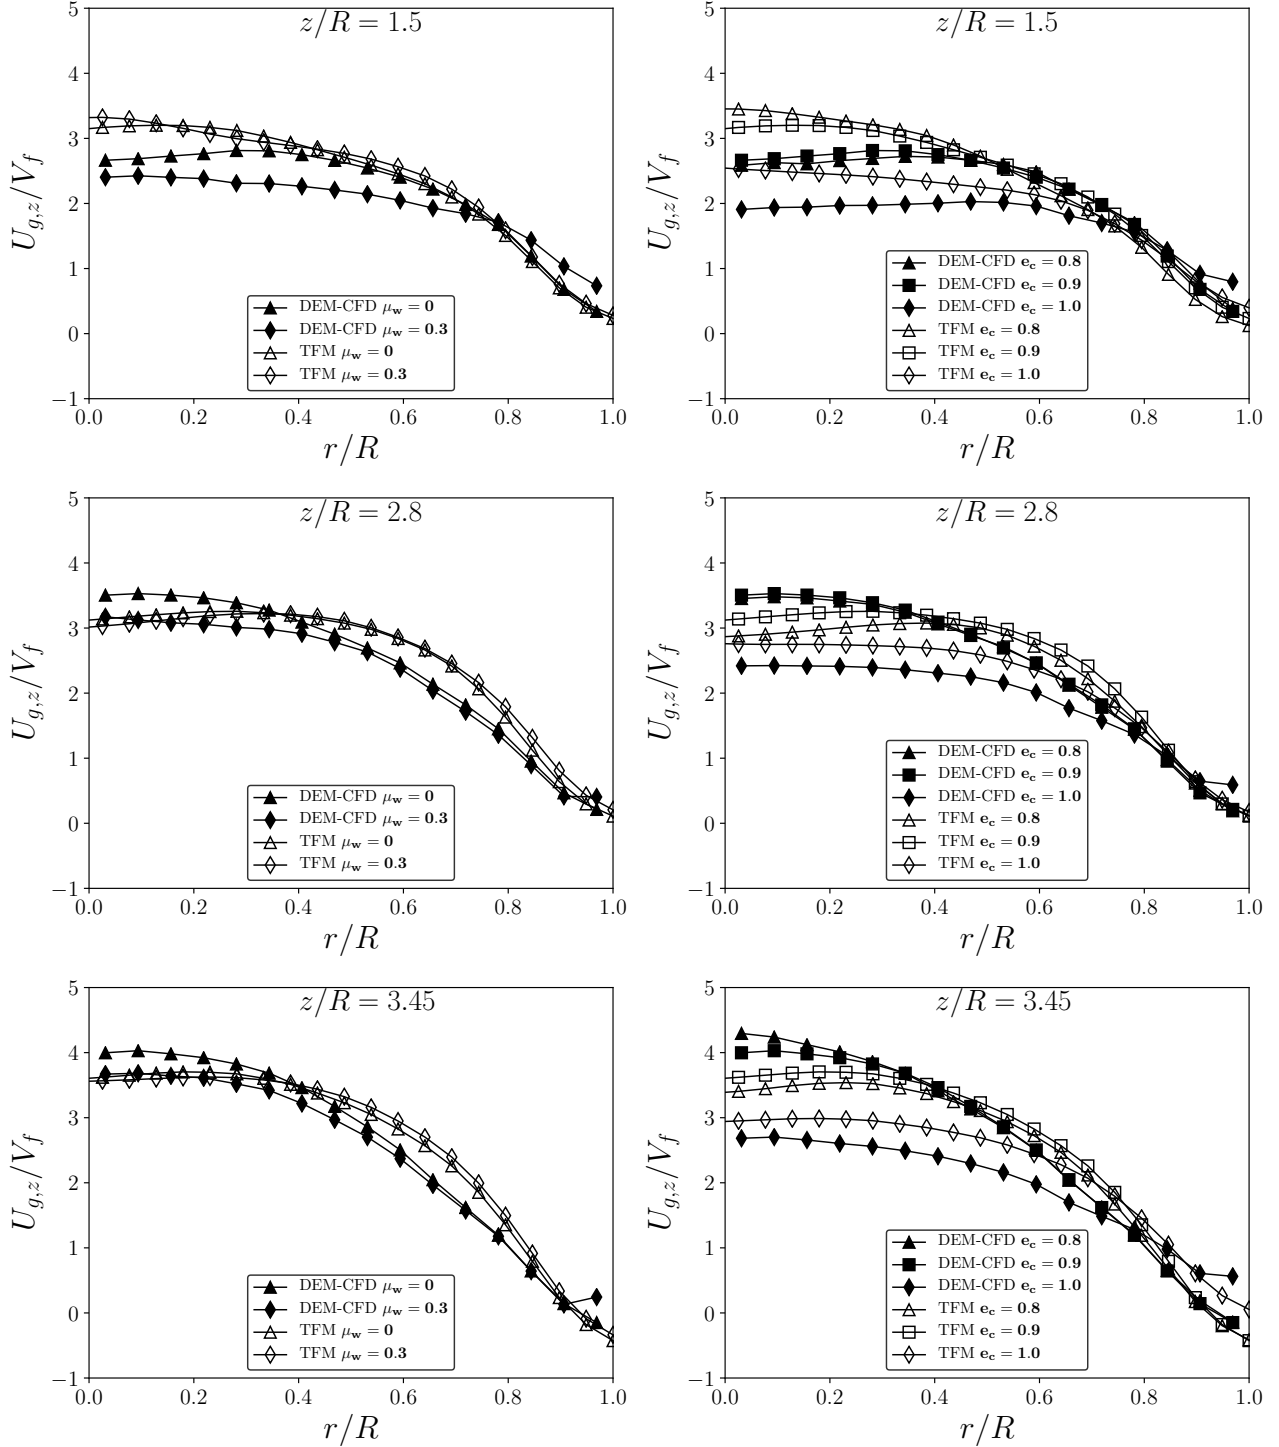 z/R = 1.5
5
4
3
2
1
0
−1
U_{g,z}/V_f
DEM-CFD μ_w = 0
DEM-CFD μ_w = 0.3
TFM μ_w = 0
TFM μ_w = 0.3
0.0 0.2 0.4 0.6 0.8 1.0
r/R
z/R = 1.5
5
4
3
2
1
0
−1
U_{g,z}/V_f
DEM-CFD e_c = 0.8
DEM-CFD e_c = 0.9
DEM-CFD e_c = 1.0
TFM e_c = 0.8
TFM e_c = 0.9
TFM e_c = 1.0
0.0 0.2 0.4 0.6 0.8 1.0
r/R
z/R = 2.8
5
4
3
2
1
0
−1
U_{g,z}/V_f
DEM-CFD μ_w = 0
DEM-CFD μ_w = 0.3
TFM μ_w = 0
TFM μ_w = 0.3
0.0 0.2 0.4 0.6 0.8 1.0
r/R
z/R = 2.8
5
4
3
2
1
0
−1
U_{g,z}/V_f
DEM-CFD e_c = 0.8
DEM-CFD e_c = 0.9
DEM-CFD e_c = 1.0
TFM e_c = 0.8
TFM e_c = 0.9
TFM e_c = 1.0
0.0 0.2 0.4 0.6 0.8 1.0
r/R
z/R = 3.45
5
4
3
2
1
0
−1
U_{g,z}/V_f
DEM-CFD μ_w = 0
DEM-CFD μ_w = 0.3
TFM μ_w = 0
TFM μ_w = 0.3
0.0 0.2 0.4 0.6 0.8 1.0
r/R
z/R = 3.45
5
4
3
2
1
0
−1
U_{g,z}/V_f
DEM-CFD e_c = 0.8
DEM-CFD e_c = 0.9
DEM-CFD e_c = 1.0
TFM e_c = 0.8
TFM e_c = 0.9
TFM e_c = 1.0
0.0 0.2 0.4 0.6 0.8 1.0
r/R